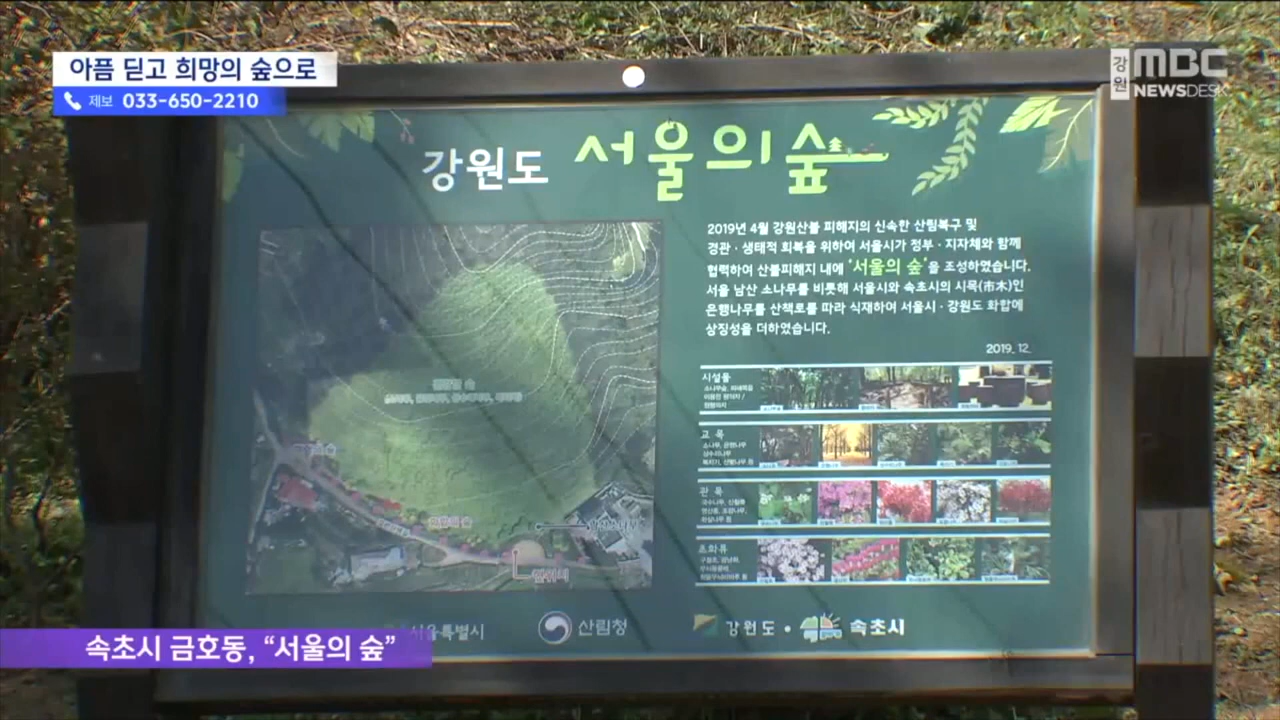 아픔 딛고 희망의 숲으로
제보 033-650-2210
강원 MBC
NEWSDESK
강원도 서울의 숲
2019년 4월 강원산불 피해지의 신속한 산림복구 및
경관·생태적 회복을 위하여 서울시가 정부·지자체와 함께
협력하여 산불피해지 내에 '서울의 숲'을 조성하였습니다.
서울 남산 소나무를 비롯해 서울시와 속초시의 시목(市木)인
은행나무를 산책로를 따라 식재하여 서울시·강원도 화합에
상징성을 더하였습니다.
2019. 12.
시설물
교목
관목
초화류
현위치
서울특별시
산림청
강원도 · 속초시
속초시 금호동, “서울의 숲”